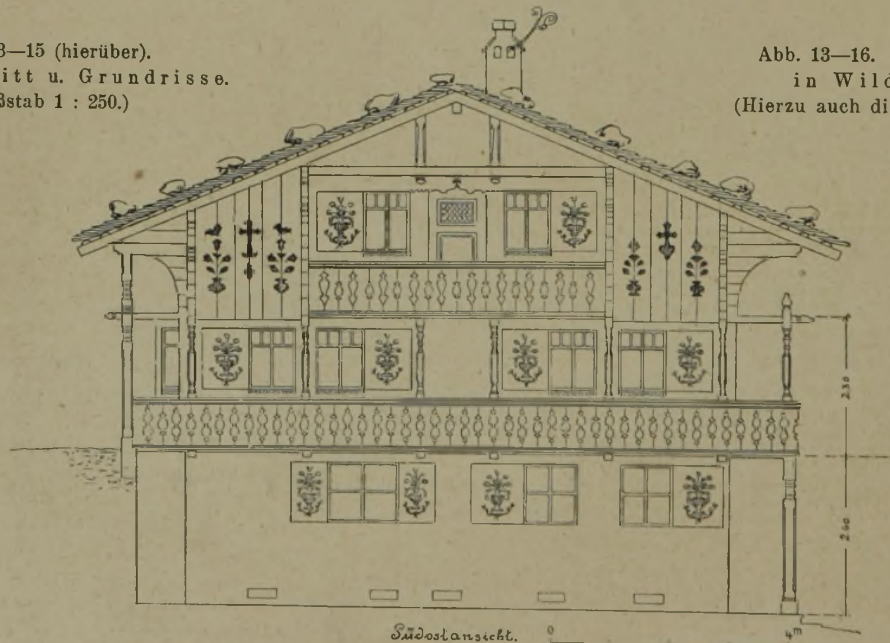 3—15 (hierüber).
itt u. Grundrisse.
ßstab 1 : 250.)
Abb. 13—16.
in Wild
(Hierzu auch di
2.30
2.60
Südostansicht.
0
4m